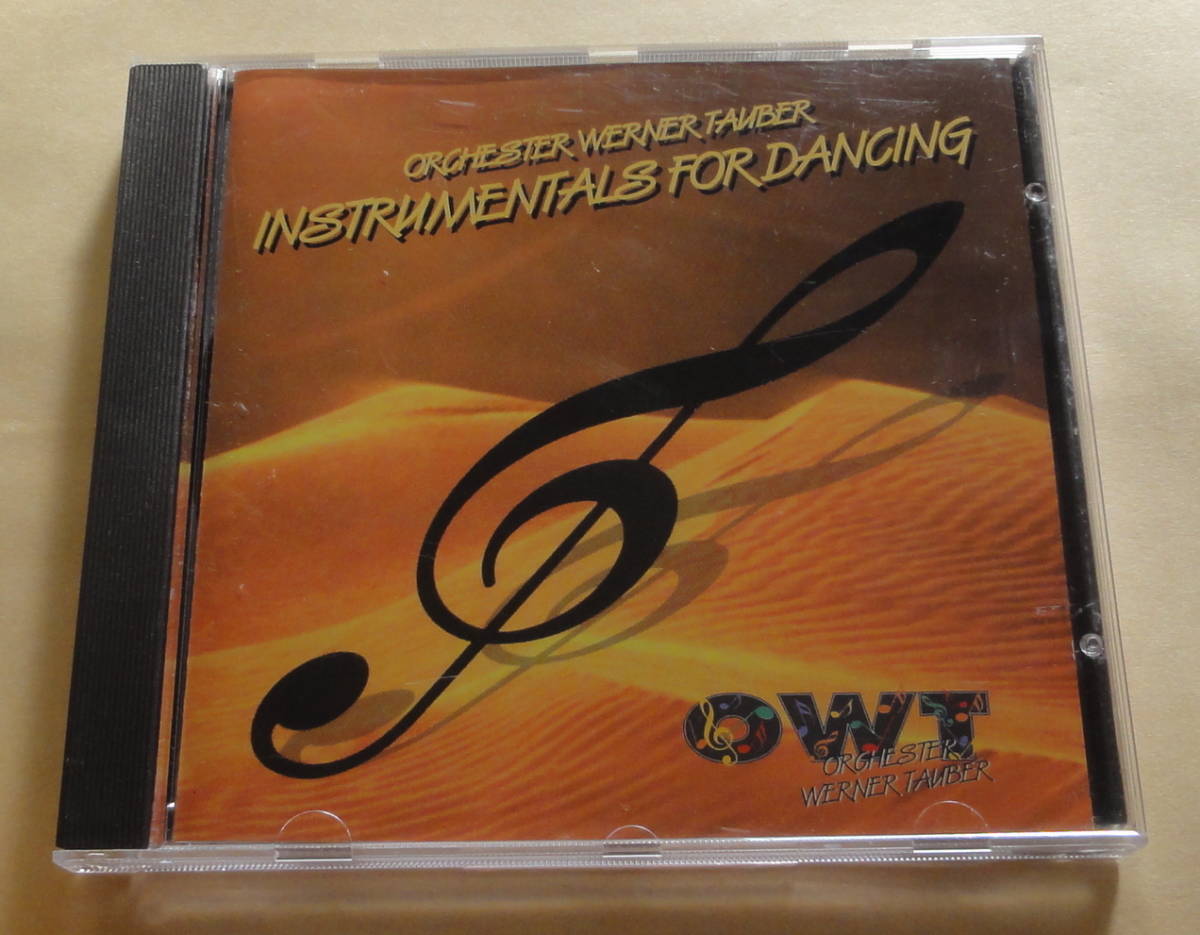 ORCHESTER WERNER TAUBER
INSTRUMENTALS FOR DANCING
OWT
ORCHESTER
WERNER TAUBER